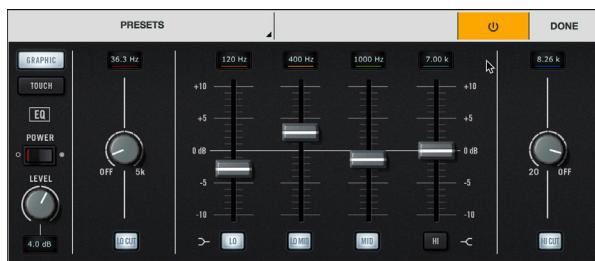 PRESETS
DONE
GRAPHIC
36.3 Hz
120 Hz
400 Hz
1000 Hz
7.00 k
8.26 k
TOUCH
+10
+10
EQ
+5
+5
POWER
0 dB
0 dB
OFF 5k
20 OFF
LEVEL
-5
-5
-10
-10
4.0 dB
LO CUT
LO
LO MID
MID
HI
HI CUT